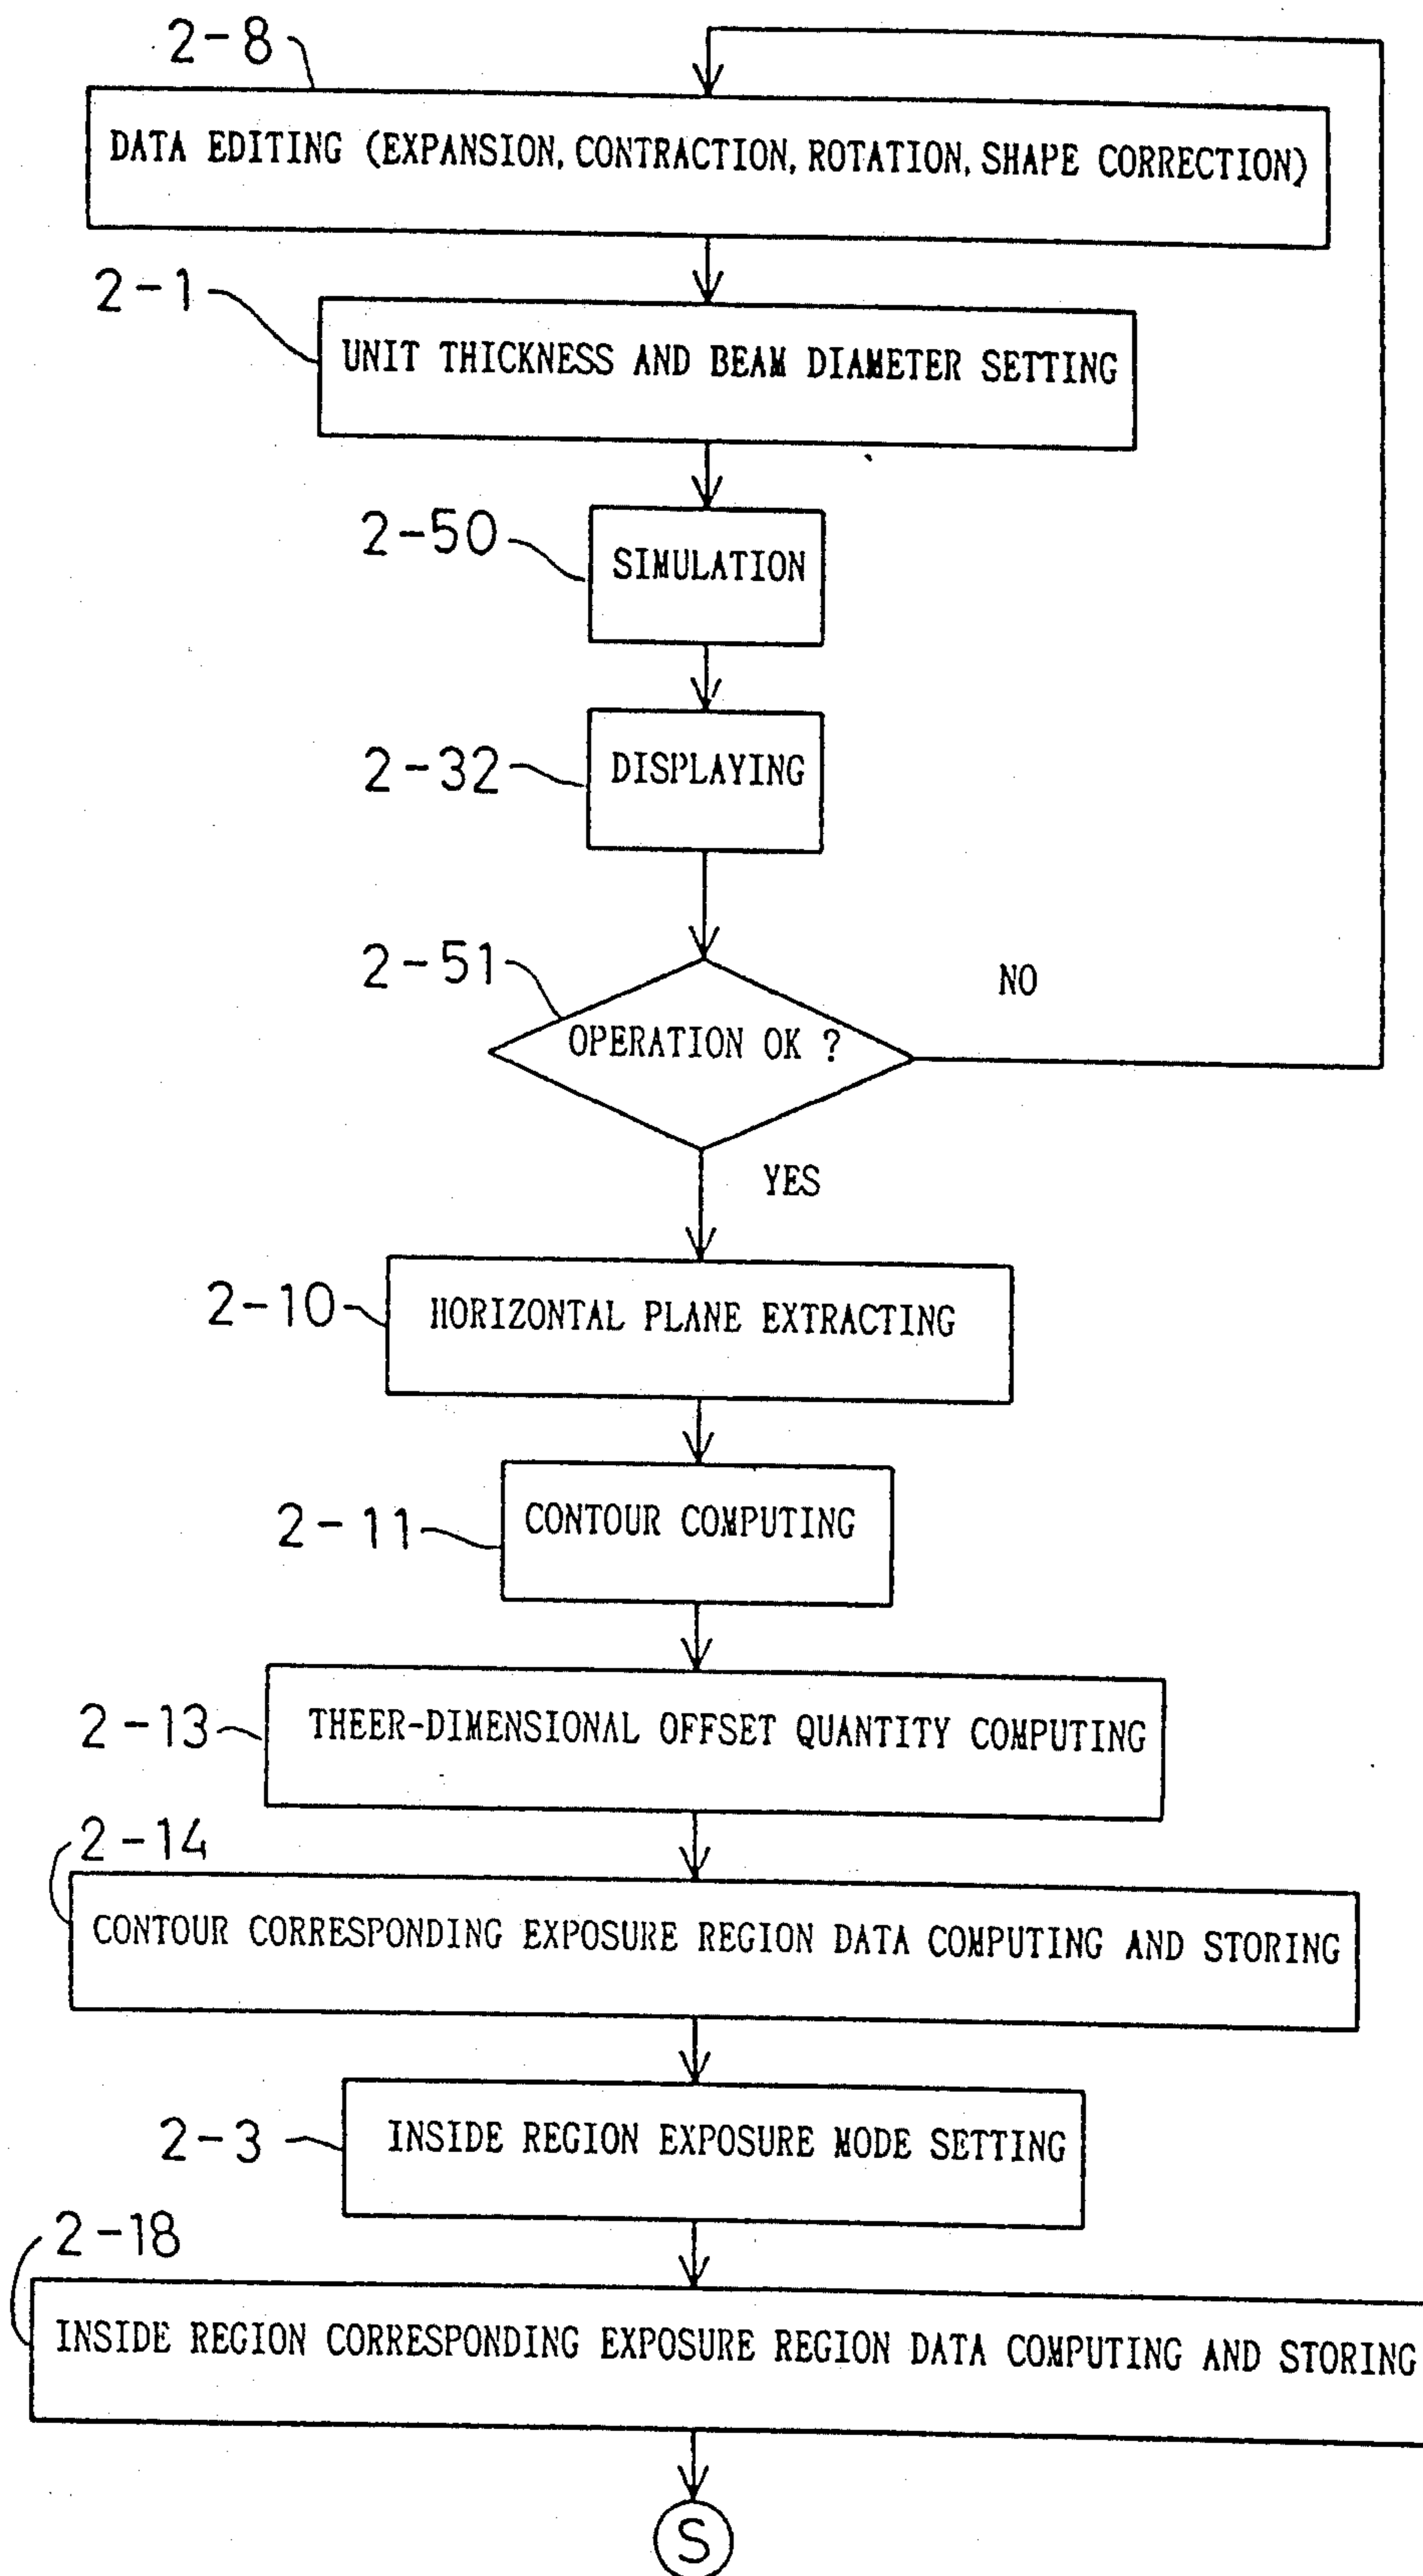 2-8
DATA EDITING (EXPANSION, CONTRACTION, ROTATION, SHAPE CORRECTION)
2-1
UNIT THICKNESS AND BEAM DIAMETER SETTING
2-50
SIMULATION
2-32
DISPLAYING
2-51
NO
OPERATION OK ?
YES
2-10
HORIZONTAL PLANE EXTRACTING
2-11
CONTOUR COMPUTING
2-13
THEER-DIMENSIONAL OFFSET QUANTITY COMPUTING
2-14
CONTOUR CORRESPONDING EXPOSURE REGION DATA COMPUTING AND STORING
2-3
INSIDE REGION EXPOSURE MODE SETTING
2-18
INSIDE REGION CORRESPONDING EXPOSURE REGION DATA COMPUTING AND STORING
S